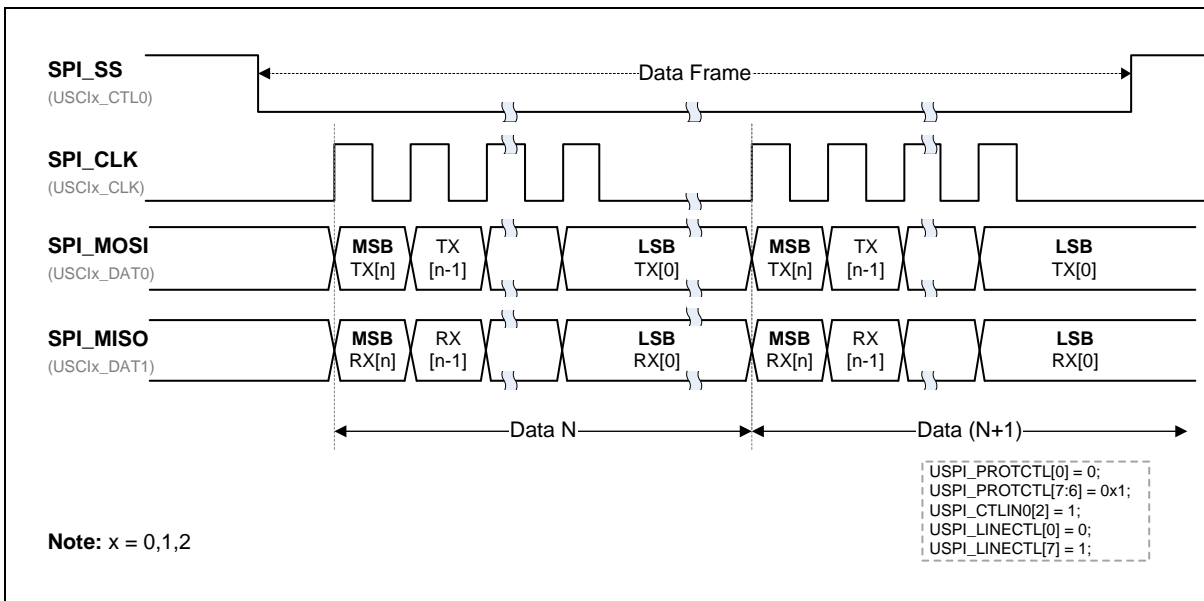 SPI_SS
(USCIx_CTL0)
Data Frame
SPI_CLK
(USCIx_CLK)
SPI_MOSI
(USCIx_DAT0)
MSB TX MSB TX
TX[n] [n-1] LSB TX[n] [n-1] LSB
TX[0] TX[0]
SPI_MISO
(USCIx_DAT1)
MSB RX LSB MSB RX LSB
RX[n] [n-1] RX[0] RX[n] [n-1] RX[0]
Data N
Data (N+1)
USPI_PROTCTL[0] = 0;
USPI_PROTCTL[7:6] = 0x1;
USPI_CTLIN0[2] = 1;
USPI_LINECTL[0] = 0;
USPI_LINECTL[7] = 1;
Note: x = 0,1,2